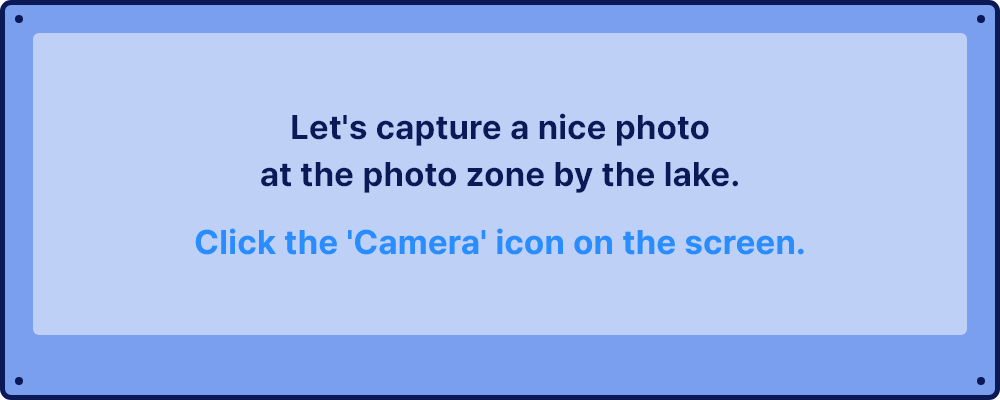 Let's capture a nice photo
at the photo zone by the lake.
Click the 'Camera' icon on the screen.